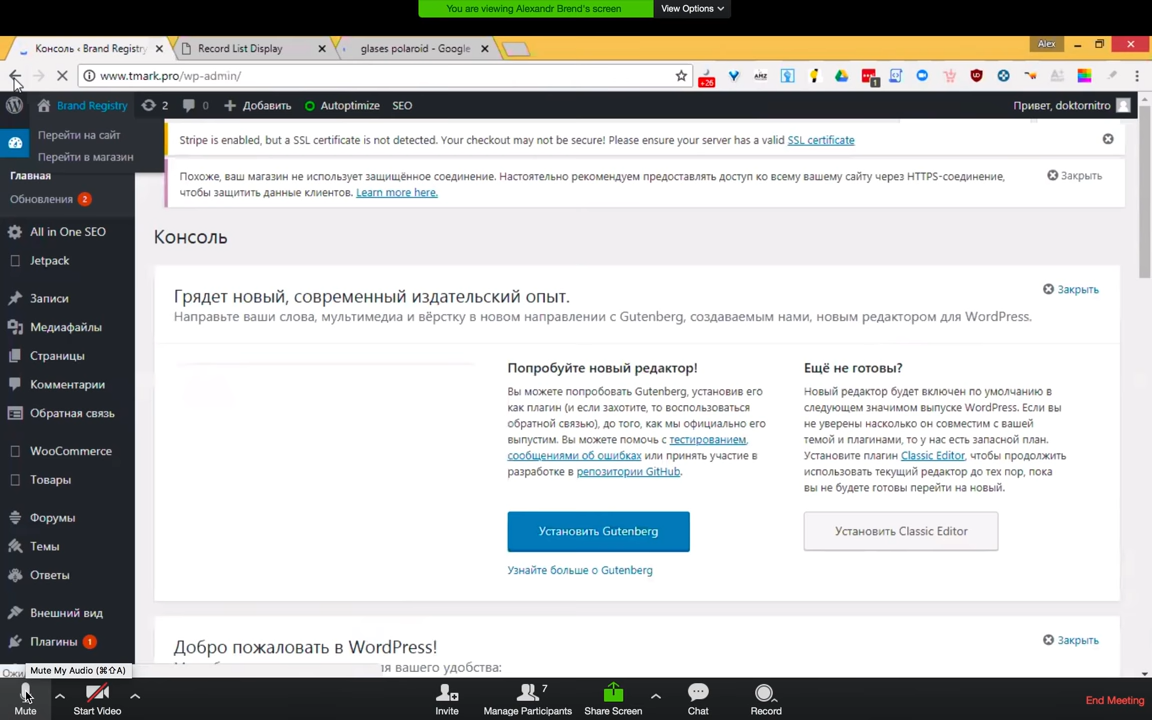 You are viewing Alexandr Brend's screen
View Options
Консоль ‹ Brand Registry
Record List Display
glases polaroid - Google
Alex
www.tmark.pro/wp-admin/
+26
AMZ
1
Brand Registry
2
0
Добавить
Autoptimize
SEO
Привет, doktornitro
Перейти на сайт
Перейти в магазин
Главная
Обновления 2
All in One SEO
Jetpack
Записи
Медиафайлы
Страницы
Комментарии
Обратная связь
WooCommerce
Товары
Форумы
Темы
Ответы
Внешний вид
Плагины 1
Stripe is enabled, but a SSL certificate is not detected. Your checkout may not be secure! Please ensure your server has a valid SSL certificate
Похоже, ваш магазин не использует защищённое соединение. Настоятельно рекомендуем предоставлять доступ ко всему вашему сайту через HTTPS-соединение,
чтобы защитить данные клиентов. Learn more here.
Закрыть
Консоль
Грядет новый, современный издательский опыт.
Закрыть
Направьте ваши слова, мультимедиа и вёрстку в новом направлении с Gutenberg, создаваемым нами, новым редактором для WordPress.
Попробуйте новый редактор!
Вы можете попробовать Gutenberg, установив его
как плагин (и если захотите, то воспользоваться
обратной связью), до того, как мы официально его
выпустим. Вы можете помочь с тестированием,
сообщениями об ошибках или принять участие в
разработке в репозитории GitHub.
Установить Gutenberg
Узнайте больше о Gutenberg
Ещё не готовы?
Новый редактор будет включен по умолчанию в
следующем значимом выпуске WordPress. Если вы
не уверены насколько он совместим с вашей
темой и плагинами, то у нас есть запасной план.
Установите плагин Classic Editor, чтобы продолжить
использовать текущий редактор до тех пор, пока
вы не будете готовы перейти на новый.
Установить Classic Editor
Добро пожаловать в WordPress!
Закрыть
для вашего удобства:
Mute My Audio (⌘⇧A)
Mute
Start Video
Invite
7
Manage Participants
Share Screen
Chat
Record
End Meeting